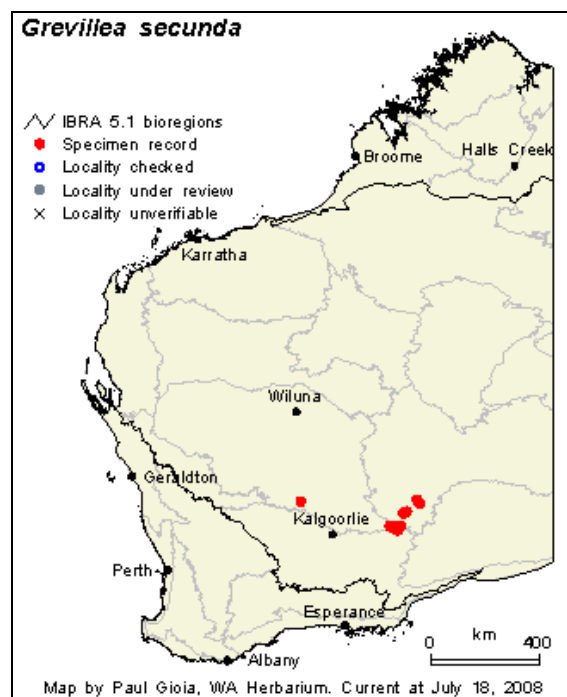 Grevillea secunda
IBRA 5.1 bioregions
Specimen record
Locality checked
Locality under review
Locality unverifiable
Broome
Halls Creek
Karratha
Wiluna
Geraldton
Kalgoorlie
Perth
Esperance
Albany
km
0 400
Map by Paul Gioia, WA Herbarium. Current at July 18, 2008